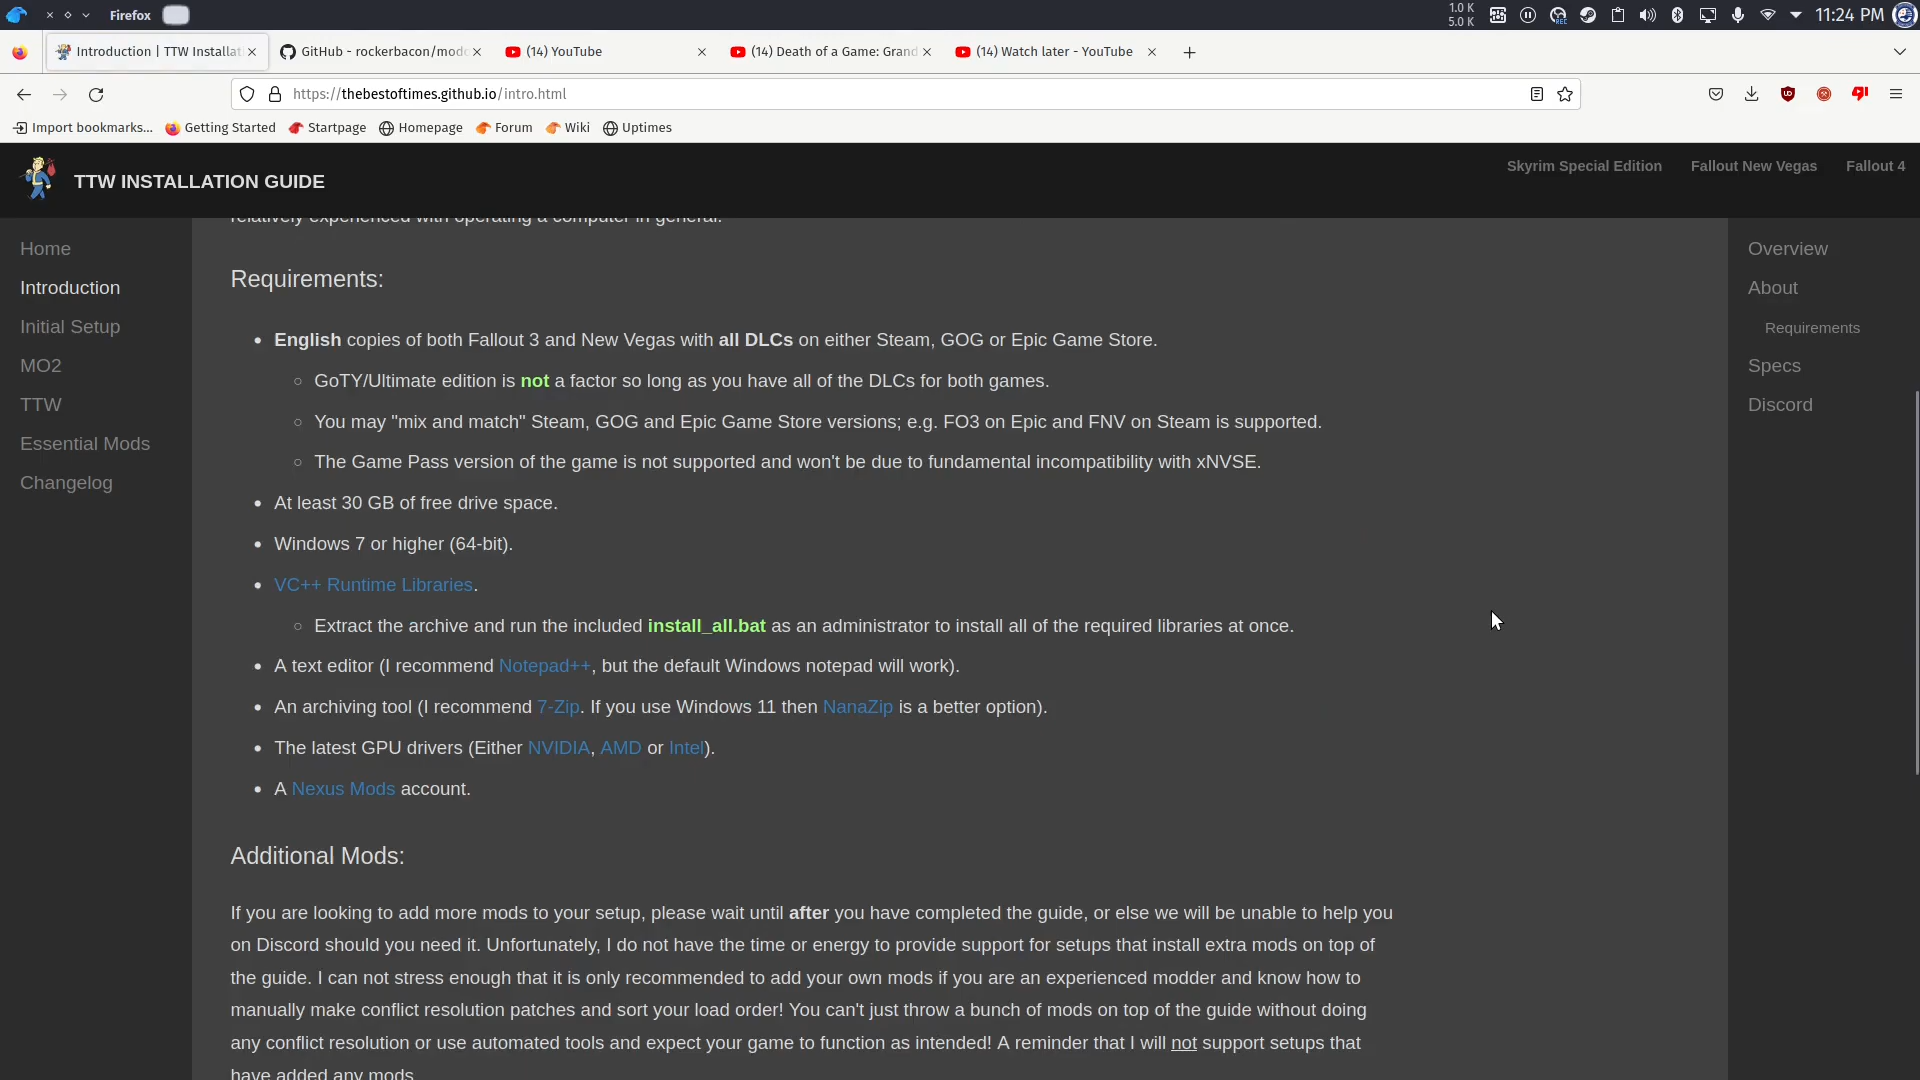 Firefox
1.0 K
5.0 K
11:24 PM
Introduction | TTW Installat
GitHub - rockerbacon/modo
(14) YouTube
(14) Death of a Game: Grand
(14) Watch later - YouTube
https://thebestoftimes.github.io/intro.html
Import bookmarks...
Getting Started
Startpage
Homepage
Forum
Wiki
Uptimes
TTW INSTALLATION GUIDE
Skyrim Special Edition
Fallout New Vegas
Fallout 4
Home
Introduction
Initial Setup
MO2
TTW
Essential Mods
Changelog
relatively experienced with operating a computer in general.
Requirements:
• English copies of both Fallout 3 and New Vegas with all DLCs on either Steam, GOG or Epic Game Store.
○ GoTY/Ultimate edition is not a factor so long as you have all of the DLCs for both games.
○ You may "mix and match" Steam, GOG and Epic Game Store versions; e.g. FO3 on Epic and FNV on Steam is supported.
○ The Game Pass version of the game is not supported and won't be due to fundamental incompatibility with xNVSE.
• At least 30 GB of free drive space.
• Windows 7 or higher (64-bit).
• VC++ Runtime Libraries.
○ Extract the archive and run the included install_all.bat as an administrator to install all of the required libraries at once.
• A text editor (I recommend Notepad++, but the default Windows notepad will work).
• An archiving tool (I recommend 7-Zip. If you use Windows 11 then NanaZip is a better option).
• The latest GPU drivers (Either NVIDIA, AMD or Intel).
• A Nexus Mods account.
Additional Mods:
If you are looking to add more mods to your setup, please wait until after you have completed the guide, or else we will be unable to help you
on Discord should you need it. Unfortunately, I do not have the time or energy to provide support for setups that install extra mods on top of
the guide. I can not stress enough that it is only recommended to add your own mods if you are an experienced modder and know how to
manually make conflict resolution patches and sort your load order! You can't just throw a bunch of mods on top of the guide without doing
any conflict resolution or use automated tools and expect your game to function as intended! A reminder that I will not support setups that
have added any mods.
Overview
About
Requirements
Specs
Discord